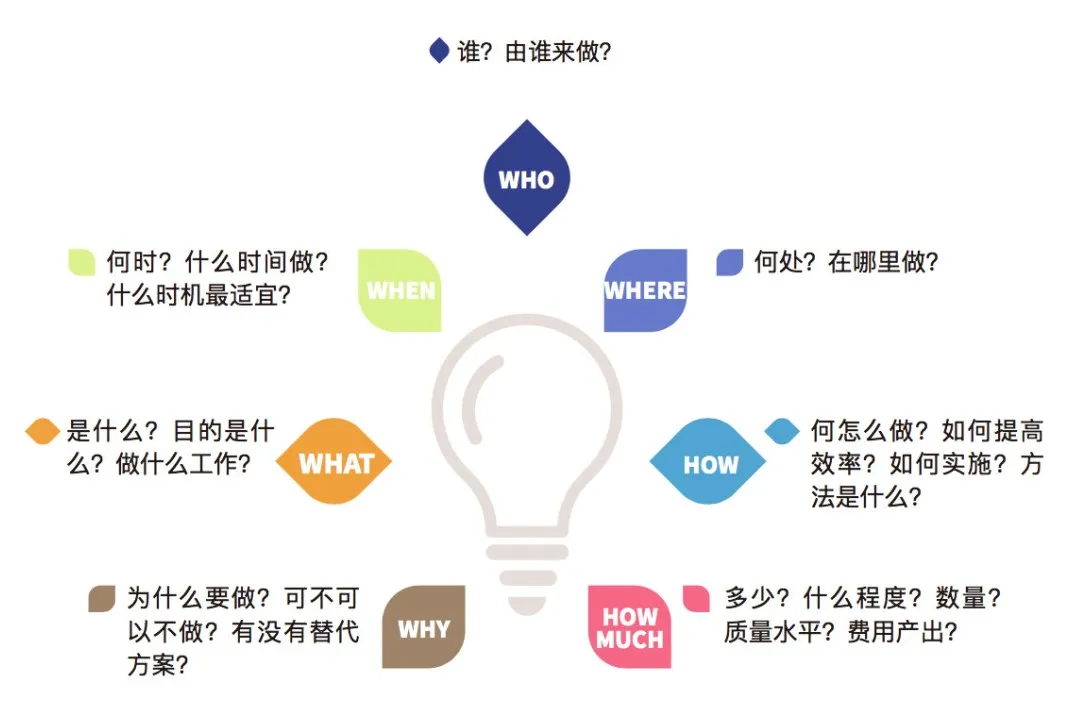 谁？由谁来做？
WHO
何时？什么时间做？
什么时机最适宜？
WHEN
WHERE
何处？在哪里做？
是什么？目的是什
么？做什么工作？
WHAT
HOW
何怎么做？如何提高
效率？如何实施？方
法是什么？
为什么要做？可不可
以不做？有没有替代
方案？
WHY
HOW
MUCH
多少？什么程度？数量？
质量水平？费用产出？